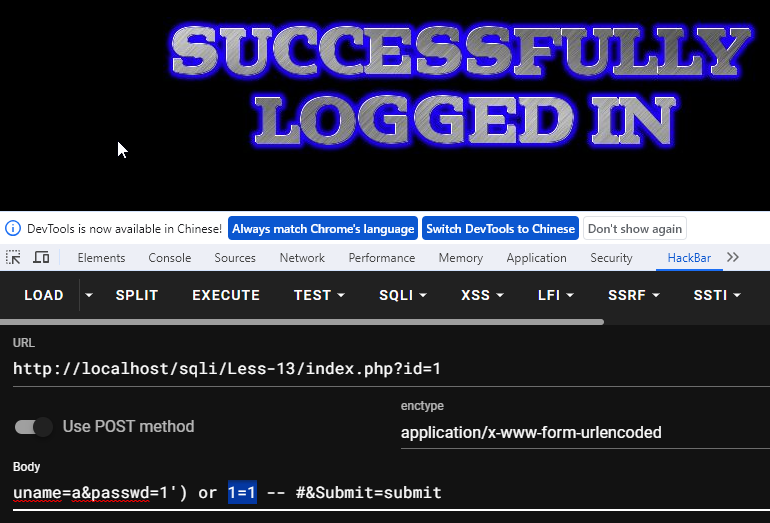 SUCCESSFULLY
LOGGED IN
DevTools is now available in Chinese! Always match Chrome's language Switch DevTools to Chinese Don't show again
Elements Console Sources Network Performance Memory Application Security HackBar
LOAD SPLIT EXECUTE TEST SQLI XSS LFI SSRF SSTI
URL
http://localhost/sqli/Less-13/index.php?id=1
enctype
Use POST method
application/x-www-form-urlencoded
Body
uname=a&passwd=1') or 1=1 -- #&Submit=submit